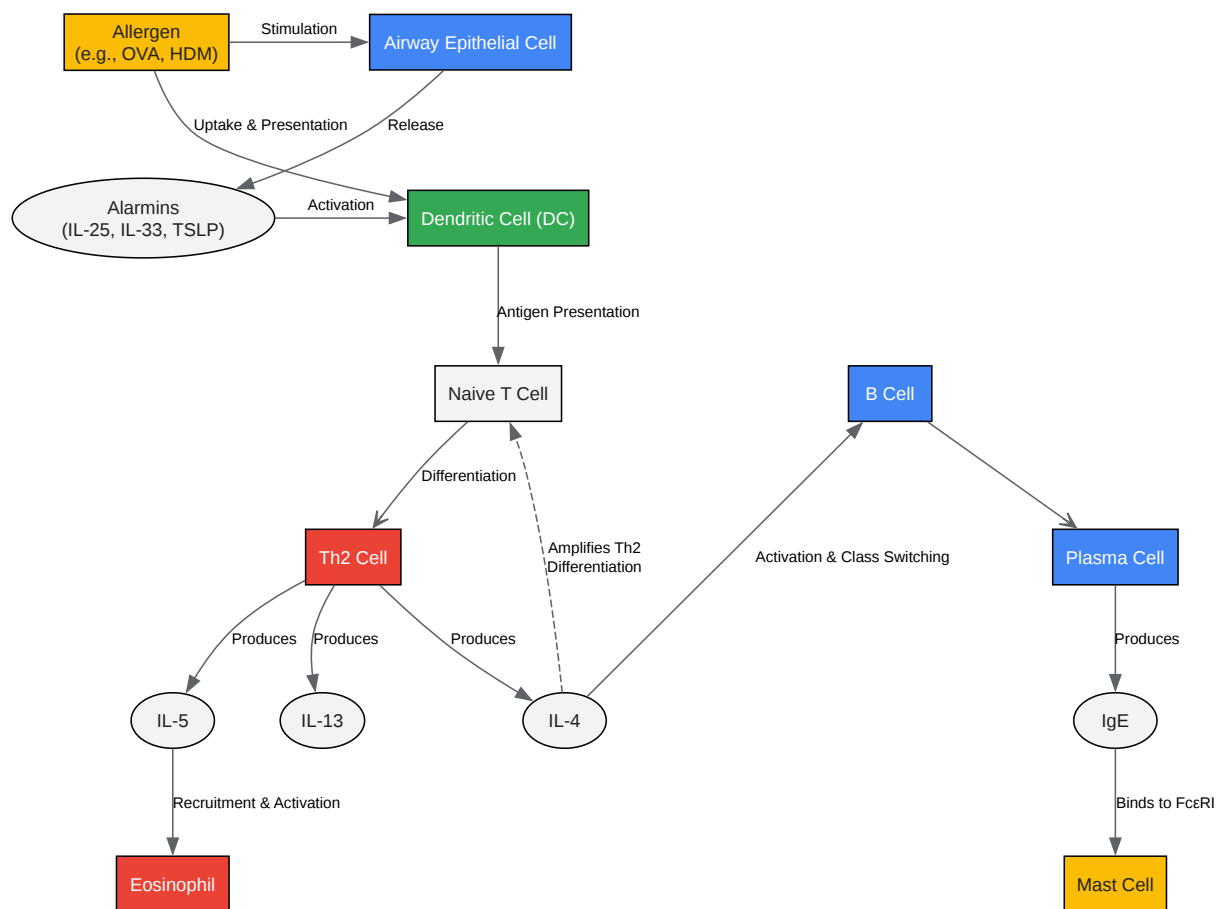 Allergen
(e.g., OVA, HDM)
Stimulation
Airway Epithelial Cell
Uptake & Presentation
Release
Alarmins
(IL-25, IL-33, TSLP)
Activation
Dendritic Cell (DC)
Antigen Presentation
Naive T Cell
B Cell
Differentiation
Th2 Cell
Amplifies Th2
Differentiation
Activation & Class Switching
Plasma Cell
Produces
Produces
Produces
Produces
IL-5
IL-13
IL-4
IgE
Recruitment & Activation
Binds to FcεRI
Eosinophil
Mast Cell